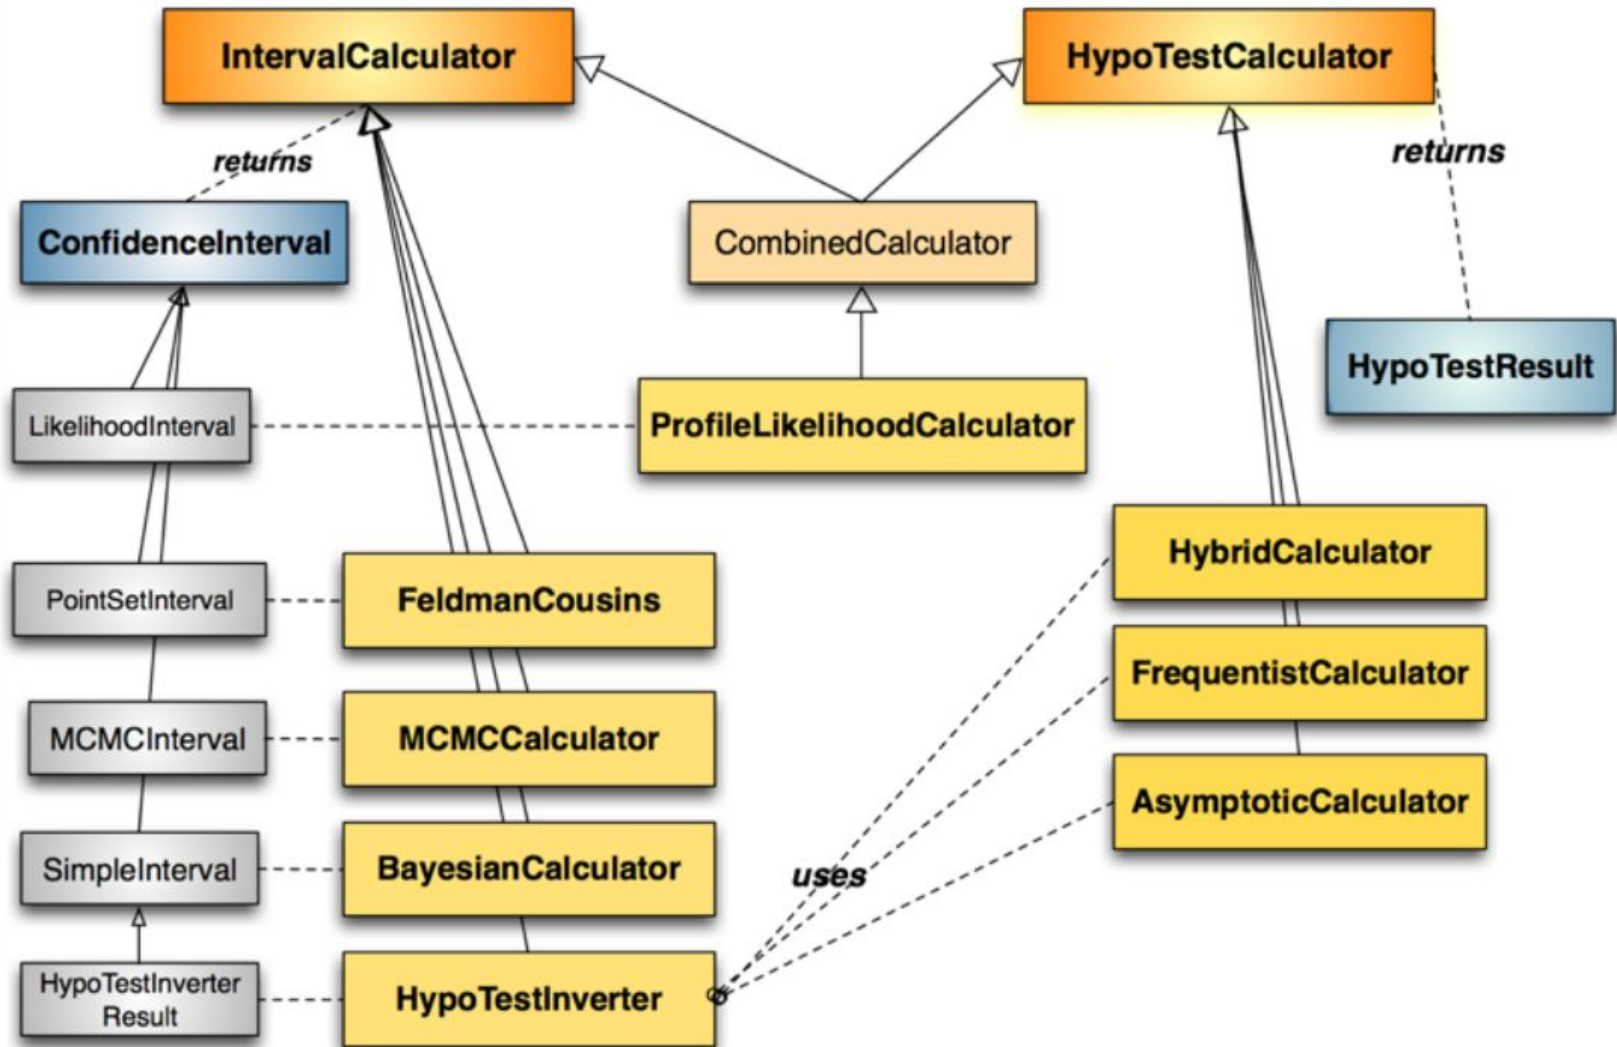 IntervalCalculator
HypoTestCalculator
returns
returns
ConfidenceInterval
CombinedCalculator
HypoTestResult
LikelihoodInterval
ProfileLikelihoodCalculator
HybridCalculator
PointSetInterval
FeldmanCousins
FrequentistCalculator
MCMCInterval
MCMCCalculator
AsymptoticCalculator
SimpleInterval
BayesianCalculator
uses
HypoTestInverter
Result
HypoTestInverter